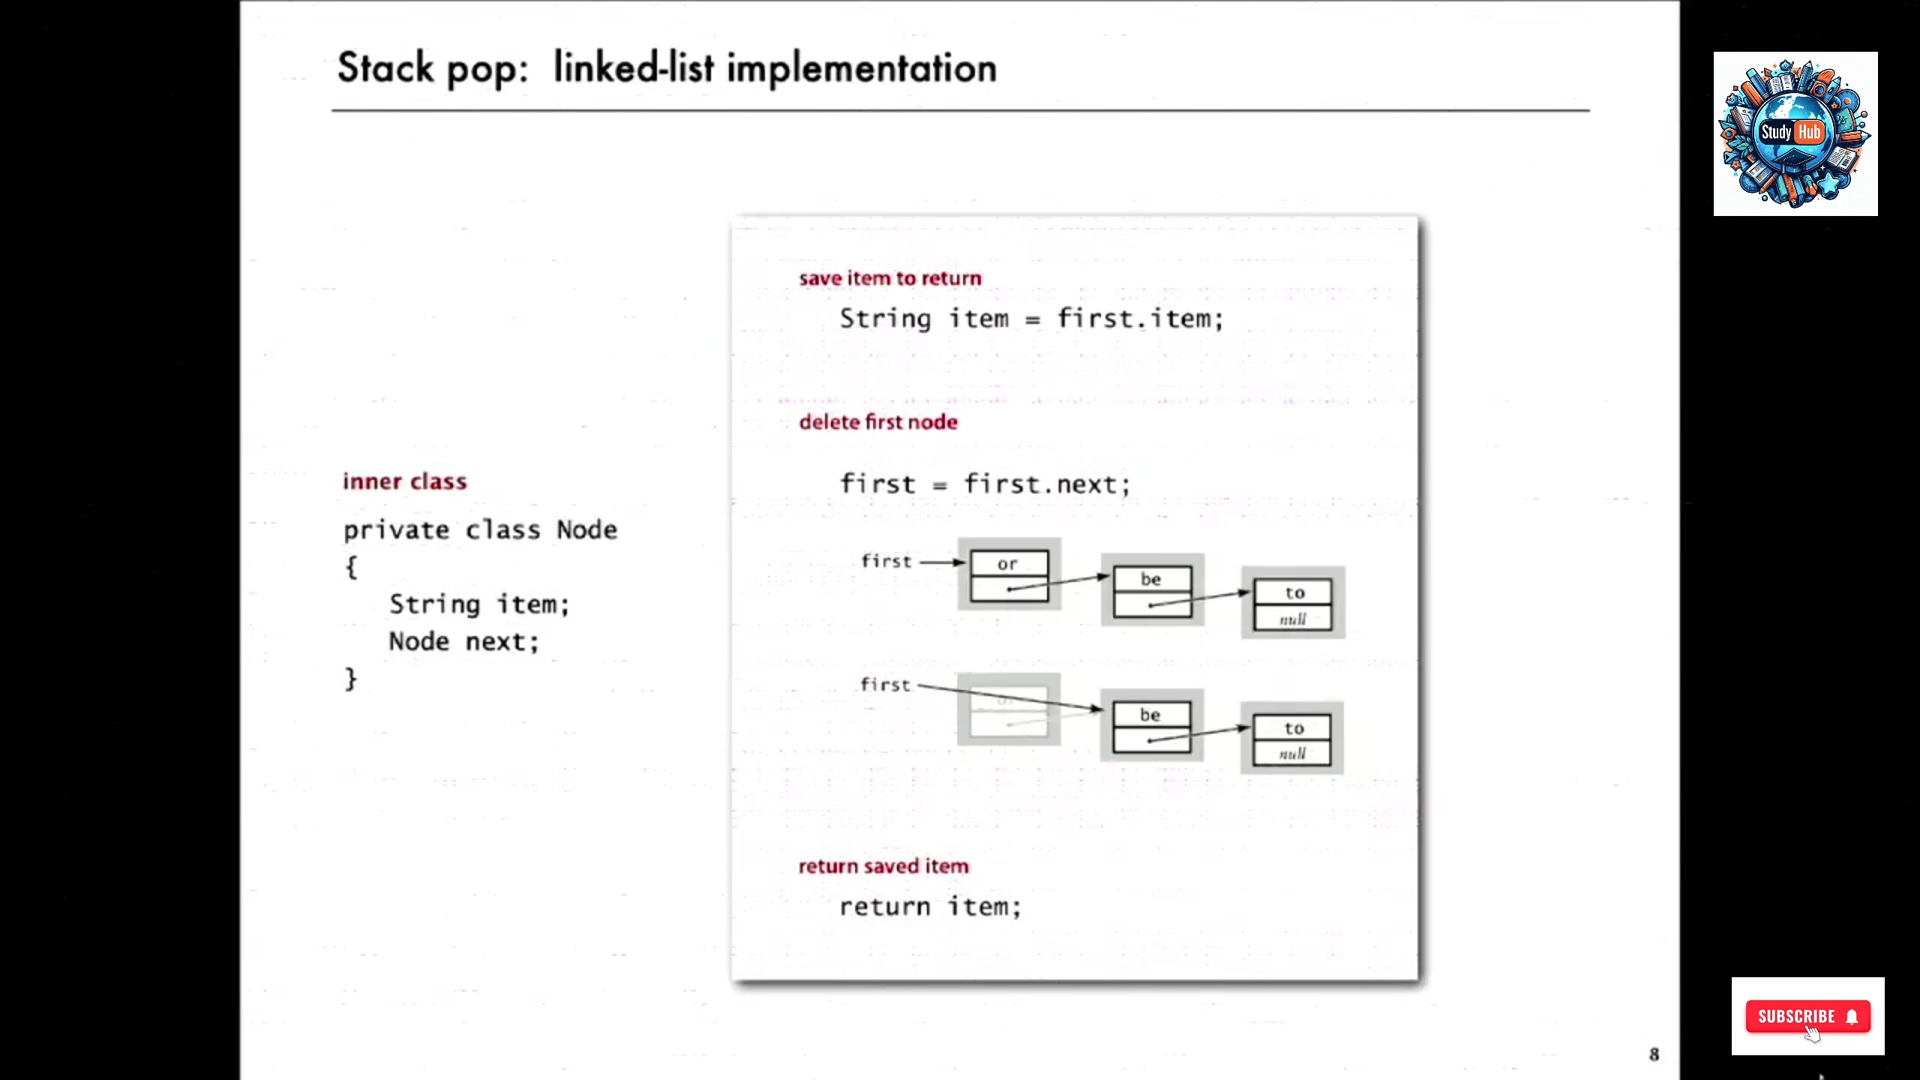 Stack pop: linked-list implementation
Study Hub
save item to return
String item = first.item;
delete first node
first = first.next;
inner class
private class Node
{
String item;
Node next;
}
first
or
be
to
null
first
be
to
null
return saved item
return item;
SUBSCRIBE
8